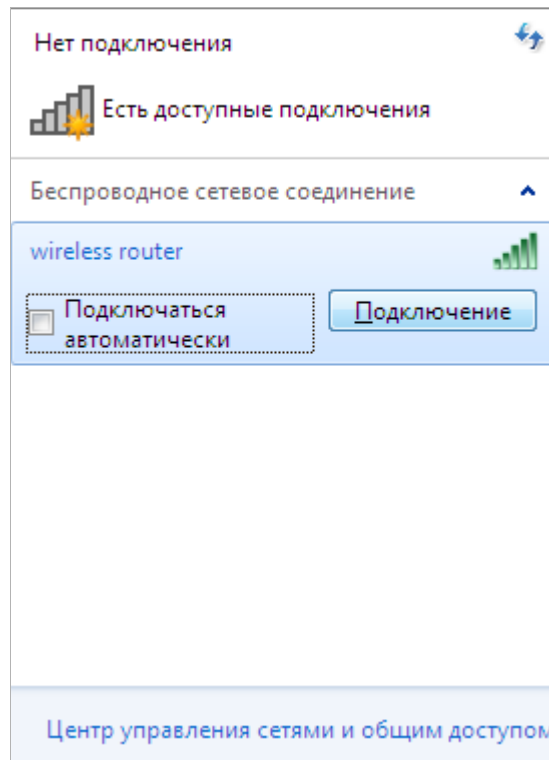 Нет подключения
Есть доступные подключения
Беспроводное сетевое соединение
wireless router
Подключаться
автоматически
Подключение
Центр управления сетями и общим доступом